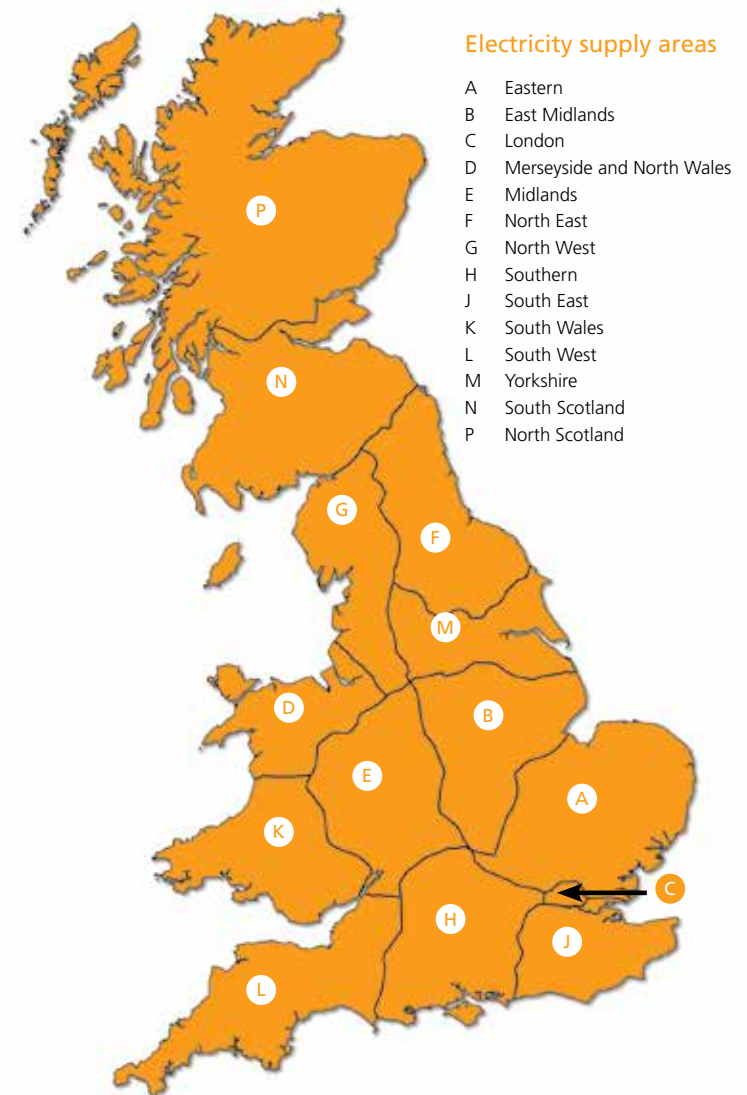 Electricity supply areas
A Eastern
B East Midlands
C London
D Merseyside and North Wales
E Midlands
F North East
G North West
H Southern
J South East
K South Wales
L South West
M Yorkshire
N South Scotland
P North Scotland
P
N
G
F
M
D
B
E
A
K
C
H
J
L